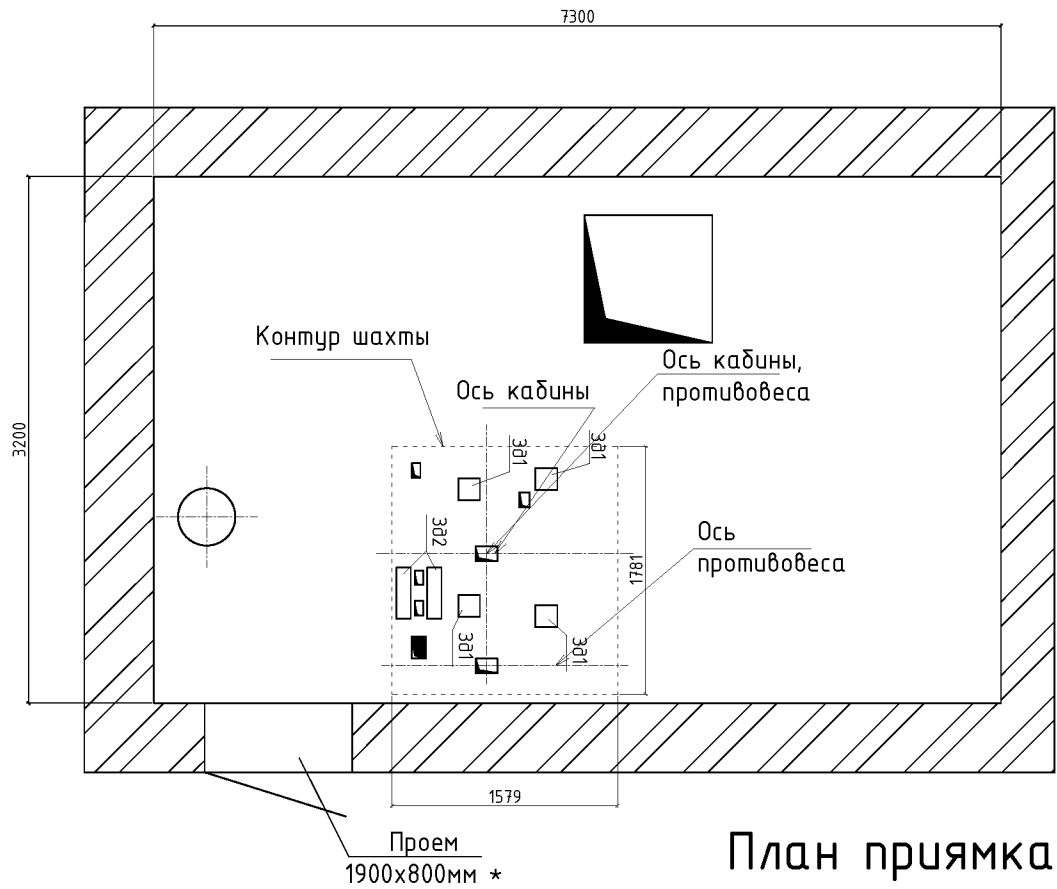 7300
Контур шахты
Ось кабины,
противовеса
Ось кабины
3200
Зд1
Зд1
Зд2
Ось
противовеса
1781
Зд1
Зд1
1579
Проем
1900х800мм *
План приямка